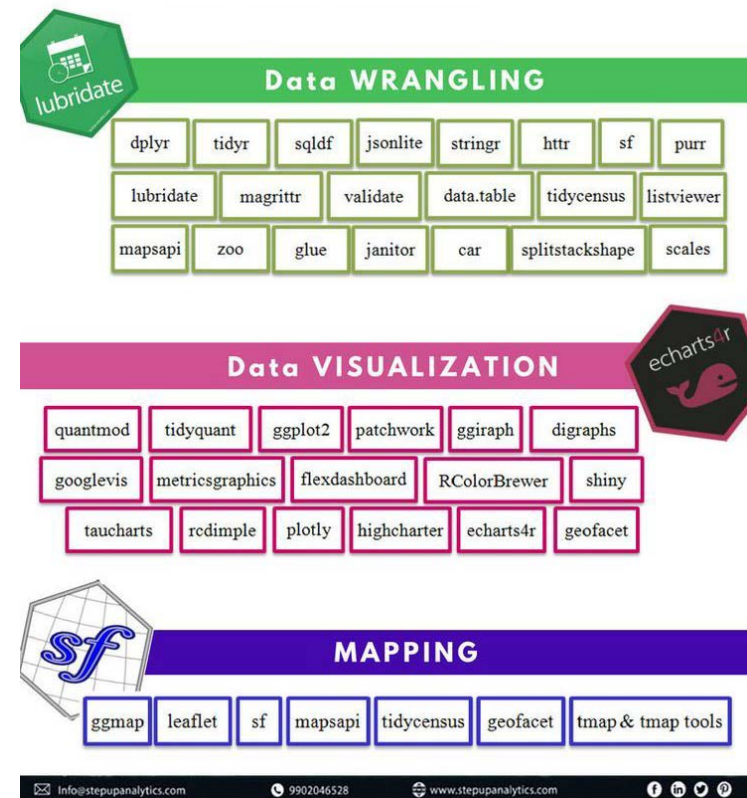 lubridate
Data WRANGLING
dplyr tidyr sqldf jsonlite stringr httr sf purr
lubridate magrittr validate data.table tidycensus listviewer
mapsapi zoo glue janitor car splitstackshape scales
echarts4r
Data VISUALIZATION
quantmod tidyquant ggplot2 patchwork ggiraph digraphs
googlevis metricsgraphics flexdashboard RColorBrewer shiny
taucharts rcdimple plotly highcharter echarts4r geofacet
sf
MAPPING
ggmap leaflet sf mapsapi tidycensus geofacet tmap & tmap tools
Info@stepupanalytics.com 9902046528 www.stepupanalytics.com